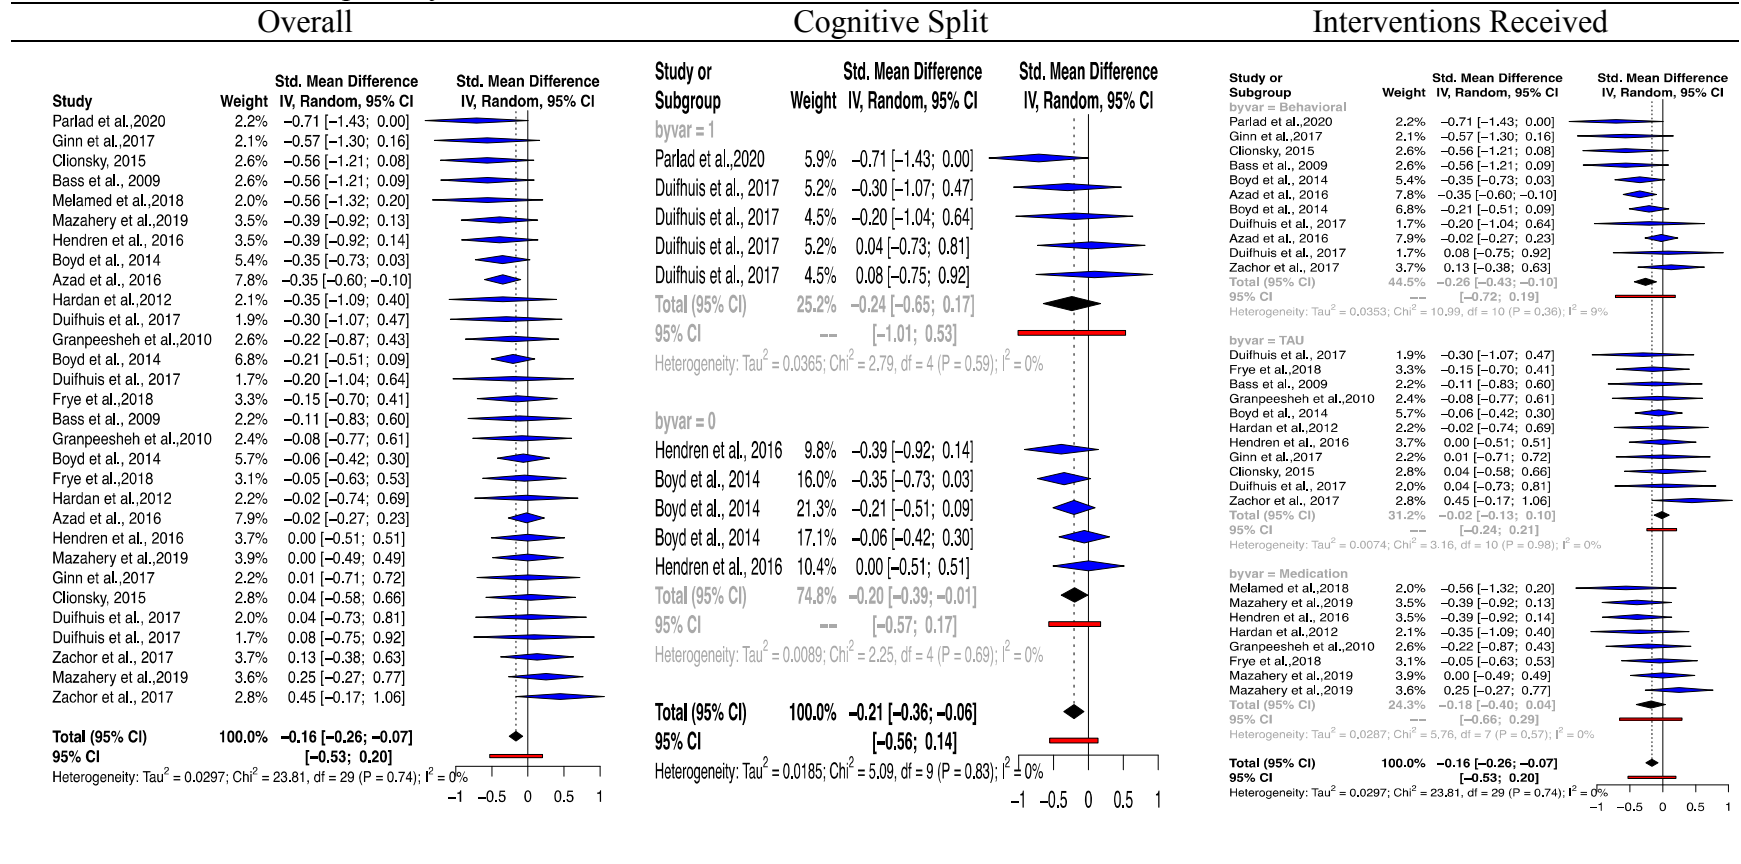 Overall
Std. Mean Difference Std. Mean Difference
Study Weight IV, Random, 95% CI IV, Random, 95% CI
Parlad et al.,2020 2.2% −0.71 [−1.43; 0.00]
Ginn et al.,2017 2.1% −0.57 [−1.30; 0.16]
Clionsky, 2015 2.6% −0.56 [−1.21; 0.08]
Bass et al., 2009 2.6% −0.56 [−1.21; 0.09]
Melamed et al.,2018 2.0% −0.56 [−1.32; 0.20]
Mazahery et al.,2019 3.5% −0.39 [−0.92; 0.13]
Hendren et al., 2016 3.5% −0.39 [−0.92; 0.14]
Boyd et al., 2014 5.4% −0.35 [−0.73; 0.03]
Azad et al., 2016 7.8% −0.35 [−0.60; −0.10]
Hardan et al.,2012 2.1% −0.35 [−1.09; 0.40]
Duifhuis et al., 2017 1.9% −0.30 [−1.07; 0.47]
Granpeesheh et al.,2010 2.6% −0.22 [−0.87; 0.43]
Boyd et al., 2014 6.8% −0.21 [−0.51; 0.09]
Duifhuis et al., 2017 1.7% −0.20 [−1.04; 0.64]
Frye et al.,2018 3.3% −0.15 [−0.70; 0.41]
Bass et al., 2009 2.2% −0.11 [−0.83; 0.60]
Granpeesheh et al.,2010 2.4% −0.08 [−0.77; 0.61]
Boyd et al., 2014 5.7% −0.06 [−0.42; 0.30]
Frye et al.,2018 3.1% −0.05 [−0.63; 0.53]
Hardan et al.,2012 2.2% −0.02 [−0.74; 0.69]
Azad et al., 2016 7.9% −0.02 [−0.27; 0.23]
Hendren et al., 2016 3.7% 0.00 [−0.51; 0.51]
Mazahery et al.,2019 3.9% 0.00 [−0.49; 0.49]
Ginn et al.,2017 2.2% 0.01 [−0.71; 0.72]
Clionsky, 2015 2.8% 0.04 [−0.58; 0.66]
Duifhuis et al., 2017 2.0% 0.04 [−0.73; 0.81]
Duifhuis et al., 2017 1.7% 0.08 [−0.75; 0.92]
Zachor et al., 2017 3.7% 0.13 [−0.38; 0.63]
Mazahery et al.,2019 3.6% 0.25 [−0.27; 0.77]
Zachor et al., 2017 2.8% 0.45 [−0.17; 1.06]
Total (95% CI) 100.0% −0.16 [−0.26; −0.07]
95% CI [−0.53; 0.20]
Heterogeneity: Tau² = 0.0297; Chi² = 23.81, df = 29 (P = 0.74); I² = 0%
−1 −0.5 0 0.5 1
Cognitive Split
Study or Std. Mean Difference Std. Mean Difference
Subgroup Weight IV, Random, 95% CI IV, Random, 95% CI
byvar = 1
Parlad et al.,2020 5.9% −0.71 [−1.43; 0.00]
Duifhuis et al., 2017 5.2% −0.30 [−1.07; 0.47]
Duifhuis et al., 2017 4.5% −0.20 [−1.04; 0.64]
Duifhuis et al., 2017 5.2% 0.04 [−0.73; 0.81]
Duifhuis et al., 2017 4.5% 0.08 [−0.75; 0.92]
Total (95% CI) 25.2% −0.24 [−0.65; 0.17]
95% CI −− [−1.01; 0.53]
Heterogeneity: Tau² = 0.0365; Chi² = 2.79, df = 4 (P = 0.59); I² = 0%
byvar = 0
Hendren et al., 2016 9.8% −0.39 [−0.92; 0.14]
Boyd et al., 2014 16.0% −0.35 [−0.73; 0.03]
Boyd et al., 2014 21.3% −0.21 [−0.51; 0.09]
Boyd et al., 2014 17.1% −0.06 [−0.42; 0.30]
Hendren et al., 2016 10.4% 0.00 [−0.51; 0.51]
Total (95% CI) 74.8% −0.20 [−0.39; −0.01]
95% CI −− [−0.57; 0.17]
Heterogeneity: Tau² = 0.0089; Chi² = 2.25, df = 4 (P = 0.69); I² = 0%
Total (95% CI) 100.0% −0.21 [−0.36; −0.06]
95% CI [−0.56; 0.14]
Heterogeneity: Tau² = 0.0185; Chi² = 5.09, df = 9 (P = 0.83); I² = 0%
−1 −0.5 0 0.5 1
Interventions Received
Study or Std. Mean Difference Std. Mean Difference
Subgroup Weight IV, Random, 95% CI IV, Random, 95% CI
byvar = Behavioral
Parlad et al.,2020 2.2% −0.71 [−1.43; 0.00]
Ginn et al.,2017 2.1% −0.57 [−1.30; 0.16]
Clionsky, 2015 2.6% −0.56 [−1.21; 0.08]
Bass et al., 2009 2.6% −0.56 [−1.21; 0.09]
Boyd et al., 2014 5.4% −0.35 [−0.73; 0.03]
Azad et al., 2016 7.8% −0.35 [−0.60; −0.10]
Boyd et al., 2014 6.8% −0.21 [−0.51; 0.09]
Duifhuis et al., 2017 1.7% −0.20 [−1.04; 0.64]
Azad et al., 2016 7.9% −0.02 [−0.27; 0.23]
Duifhuis et al., 2017 1.7% 0.08 [−0.75; 0.92]
Zachor et al., 2017 3.7% 0.13 [−0.38; 0.63]
Total (95% CI) 44.5% −0.26 [−0.43; −0.10]
95% CI −− [−0.72; 0.19]
Heterogeneity: Tau² = 0.0353; Chi² = 10.99, df = 10 (P = 0.36); I² = 9%
byvar = TAU
Duifhuis et al., 2017 1.9% −0.30 [−1.07; 0.47]
Frye et al.,2018 3.3% −0.15 [−0.70; 0.41]
Bass et al., 2009 2.2% −0.11 [−0.83; 0.60]
Granpeesheh et al.,2010 2.4% −0.08 [−0.77; 0.61]
Boyd et al., 2014 5.7% −0.06 [−0.42; 0.30]
Hardan et al.,2012 2.2% −0.02 [−0.74; 0.69]
Hendren et al., 2016 3.7% 0.00 [−0.51; 0.51]
Ginn et al.,2017 2.2% 0.01 [−0.71; 0.72]
Clionsky, 2015 2.8% 0.04 [−0.58; 0.66]
Duifhuis et al., 2017 2.0% 0.04 [−0.73; 0.81]
Zachor et al., 2017 2.8% 0.45 [−0.17; 1.06]
Total (95% CI) 31.2% −0.02 [−0.13; 0.10]
95% CI −− [−0.24; 0.21]
Heterogeneity: Tau² = 0.0074; Chi² = 3.16, df = 10 (P = 0.98); I² = 0%
byvar = Medication
Melamed et al.,2018 2.0% −0.56 [−1.32; 0.20]
Mazahery et al.,2019 3.5% −0.39 [−0.92; 0.13]
Hendren et al., 2016 3.5% −0.39 [−0.92; 0.14]
Hardan et al.,2012 2.1% −0.35 [−1.09; 0.40]
Granpeesheh et al.,2010 2.6% −0.22 [−0.87; 0.43]
Frye et al.,2018 3.1% −0.05 [−0.63; 0.53]
Mazahery et al.,2019 3.9% 0.00 [−0.49; 0.49]
Mazahery et al.,2019 3.6% 0.25 [−0.27; 0.77]
Total (95% CI) 24.3% −0.18 [−0.40; 0.04]
95% CI −− [−0.66; 0.29]
Heterogeneity: Tau² = 0.0287; Chi² = 5.76, df = 7 (P = 0.57); I² = 0%
Total (95% CI) 100.0% −0.16 [−0.26; −0.07]
95% CI [−0.53; 0.20]
Heterogeneity: Tau² = 0.0297; Chi² = 23.81, df = 29 (P = 0.74); I² = 0%
−1 −0.5 0 0.5 1